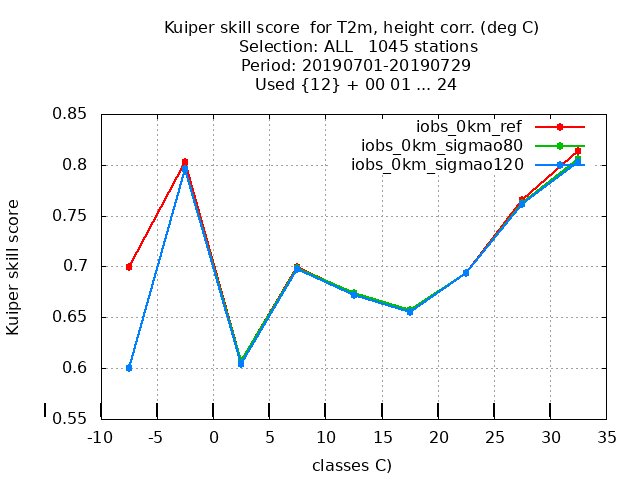 Kuiper skill score  for T2m, height corr. (deg C)
Selection: ALL   1045 stations
Period: 20190701-20190729
Used {12} + 00 01 ... 24
iobs_0km_ref
iobs_0km_sigmao80
iobs_0km_sigmao120
Kuiper skill score
0.85
0.8
0.75
0.7
0.65
0.6
0.55
-10 -5 0 5 10 15 20 25 30 35
classes C)